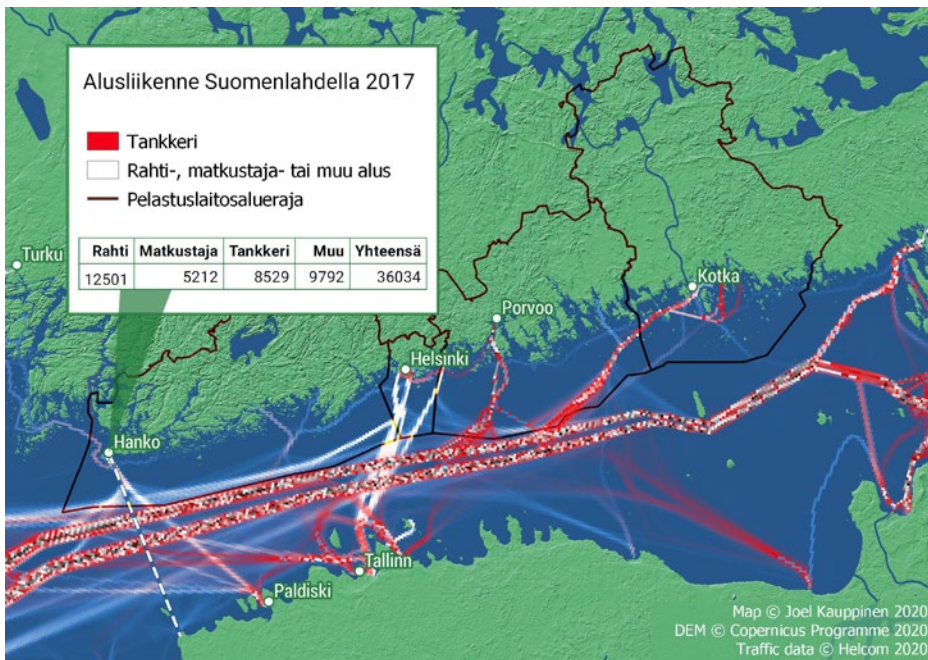 Alusliikenne Suomenlahdella 2017
Tankkeri
Rahti-, matkustaja- tai muu alus
Pelastuslaitosalueraja
Rahti Matkustaja Tankkeri Muu Yhteensä
12501 5212 8529 9792 36034
Turku
Kotka
Porvoo
Helsinki
Hanko
Tallinn
Paldiski
Map © Joel Kauppinen 2020
DEM © Copernicus Programme 2020
Traffic data © Helcom 2020